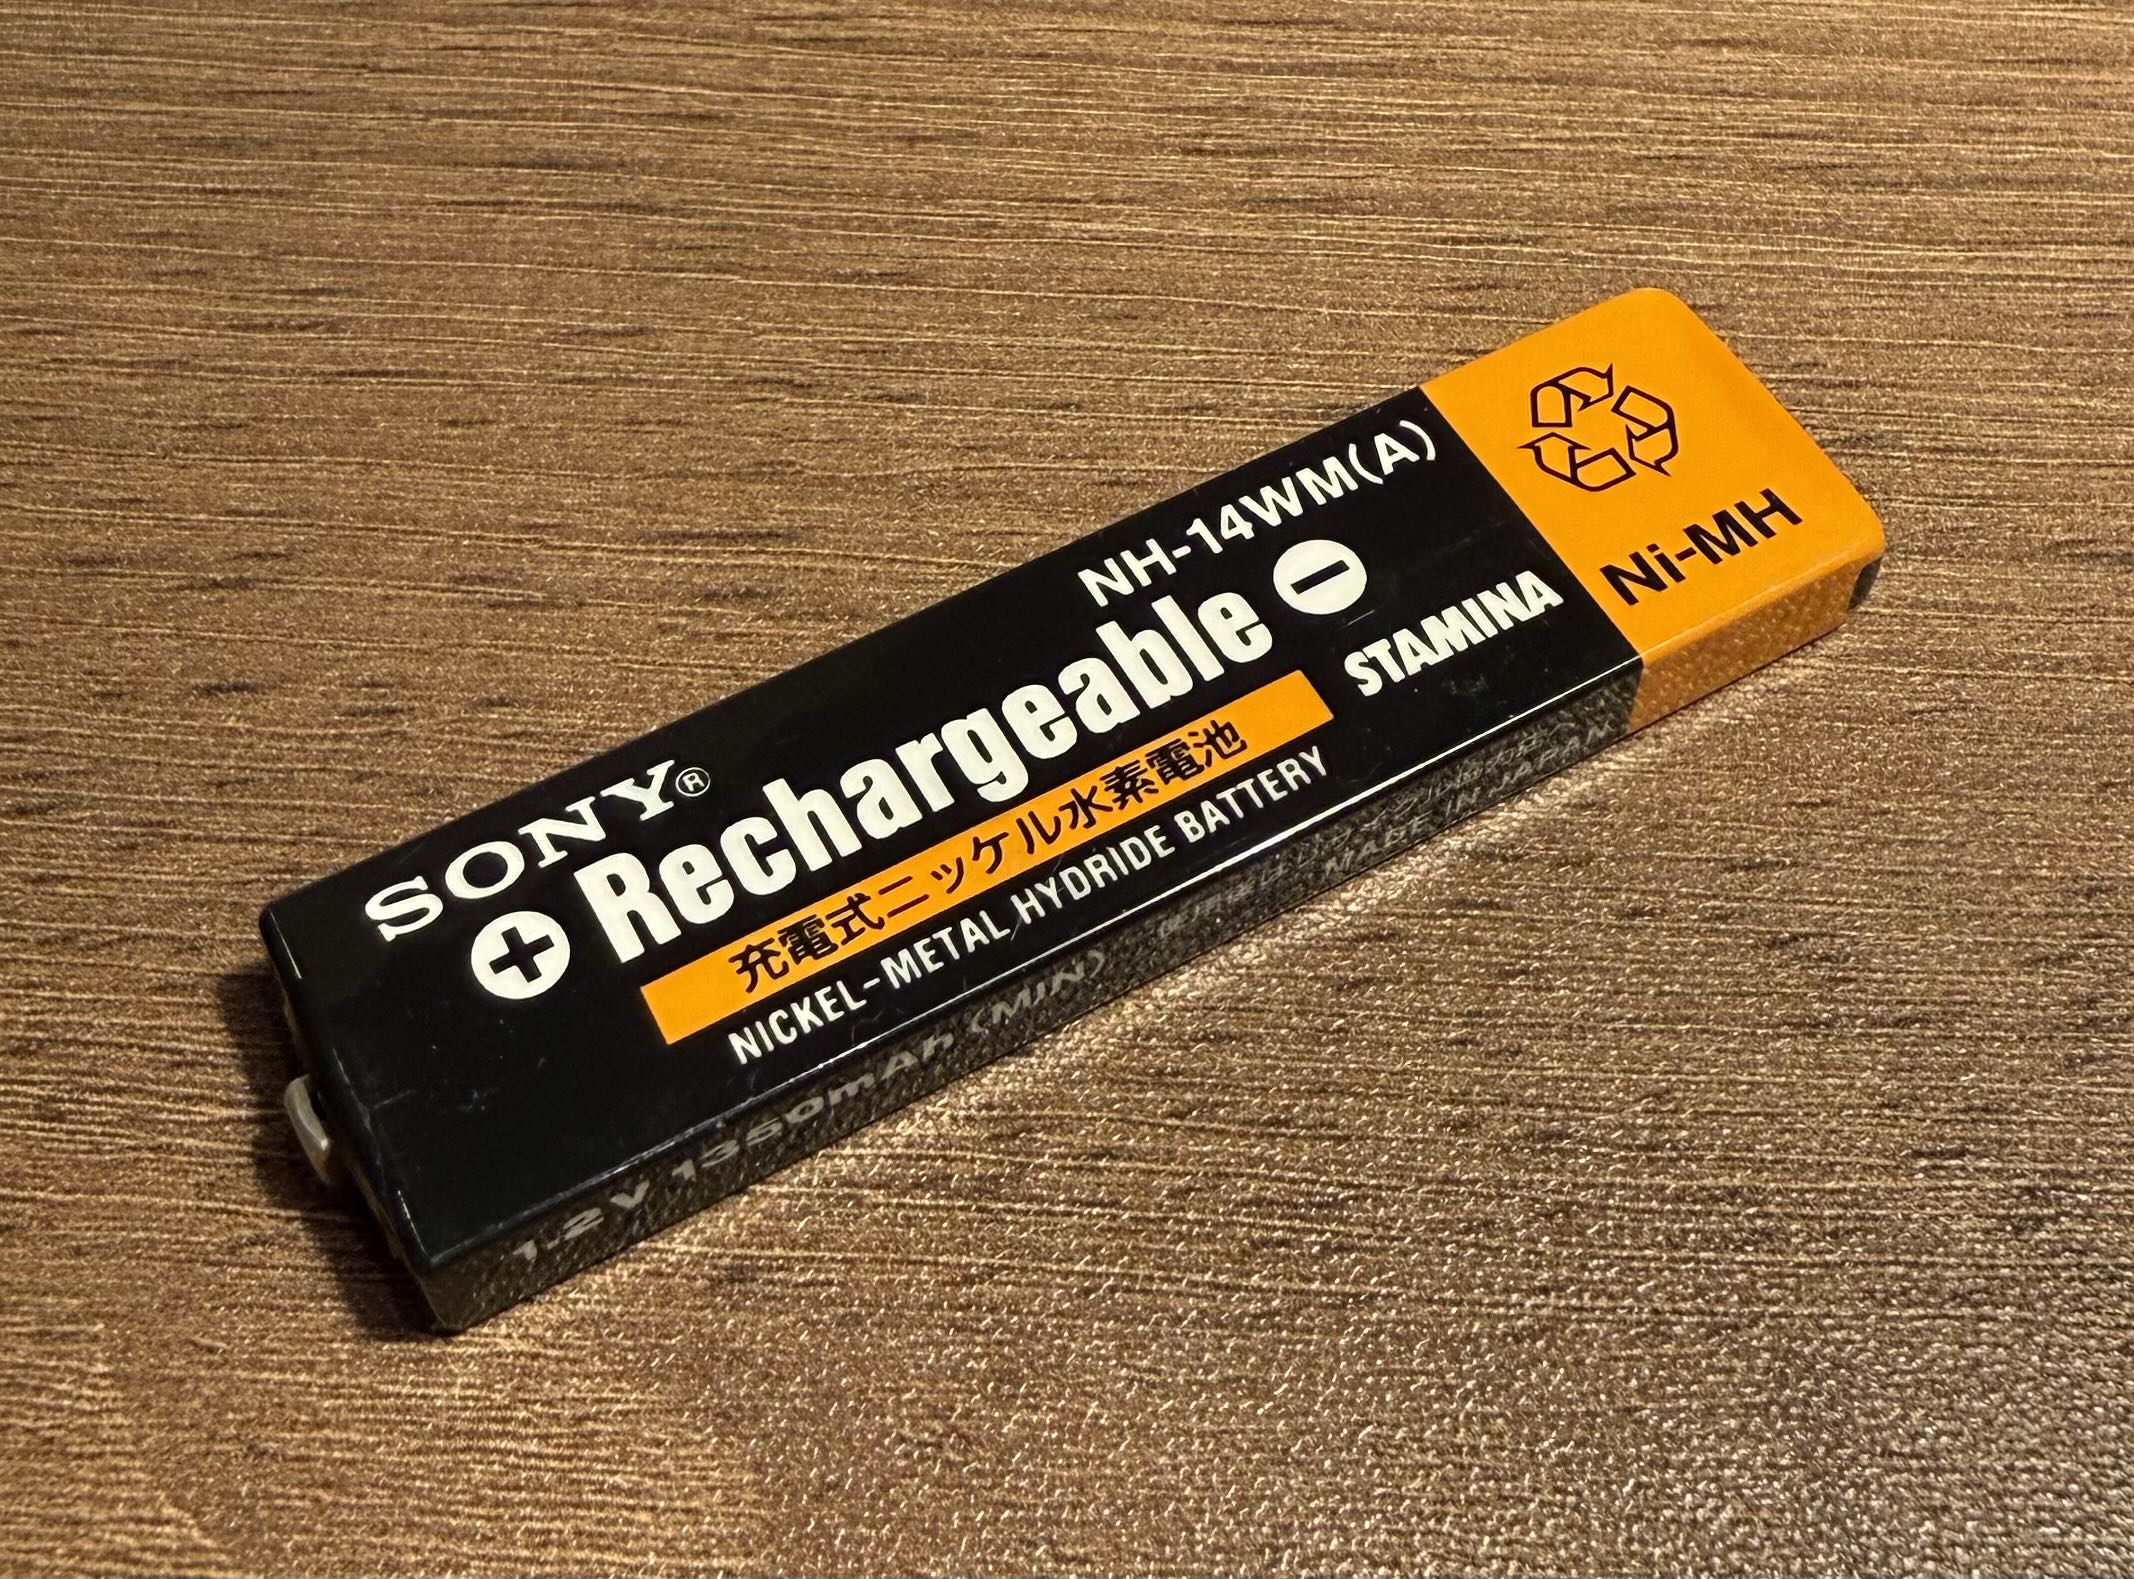 SONY®
NH-14WM(A)
+ Rechargeable −
STAMINA
充電式ニッケル水素電池
NICKEL-METAL HYDRIDE BATTERY
Ni-MH
1.2V 1350mAh (MIN)
MADE IN JAPAN